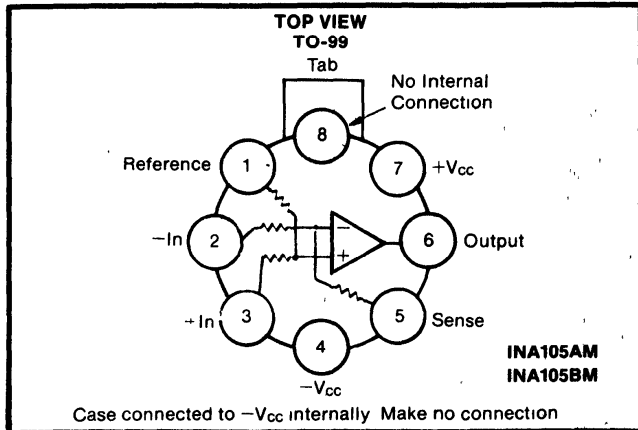 TOP VIEW
TO-99
Tab
No Internal
Connection
8
Reference
1
7
+Vcc
−In
2
−
+
6
Output
+In
3
5
Sense
4
−Vcc
INA105AM
INA105BM
Case connected to −Vcc internally Make no connection